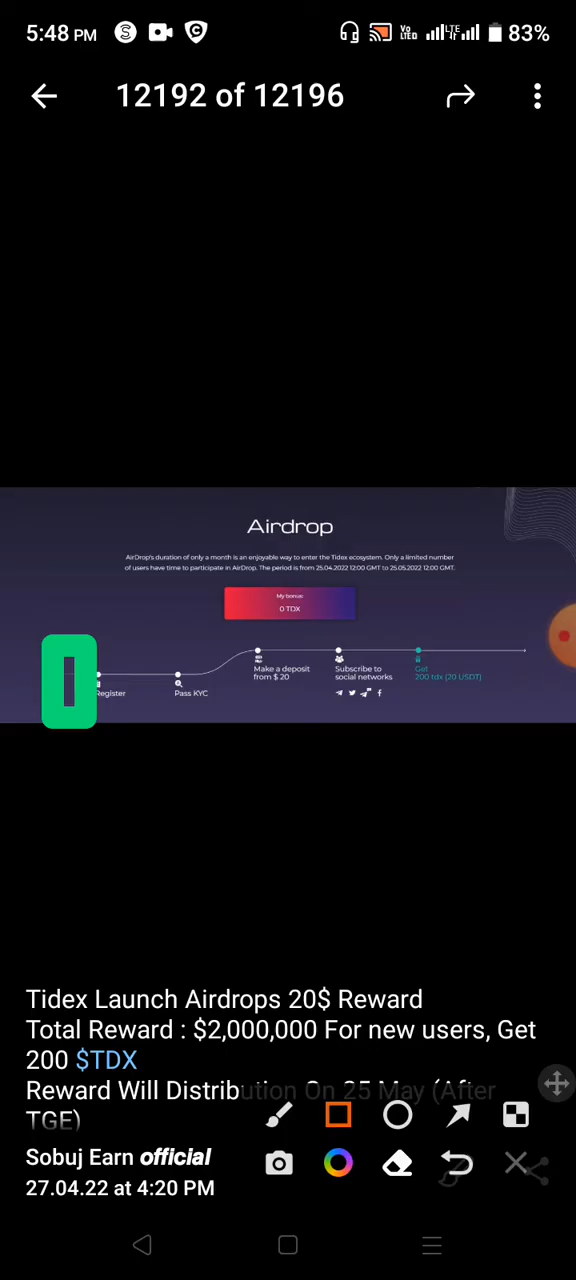 5:48 PM
Vo
LTED
LTE
83%
12192 of 12196
Airdrop
AirDrop's duration of only a month is an enjoyable way to enter the Tidex ecosystem. Only a limited number
of users have time to participate in AirDrop. The period is from 25.04.2022 12:00 GMT to 25.05.2022 12:00 GMT.
My bonus:
0 TDX
Register
Pass KYC
Make a deposit
from $ 20
Subscribe to
social networks
Get
200 tdx (20 USDT)
Tidex Launch Airdrops 20$ Reward
Total Reward : $2,000,000 For new users, Get
200 $TDX
Reward Will Distribution On 25 May (After
TGE)
Sobuj Earn official
27.04.22 at 4:20 PM